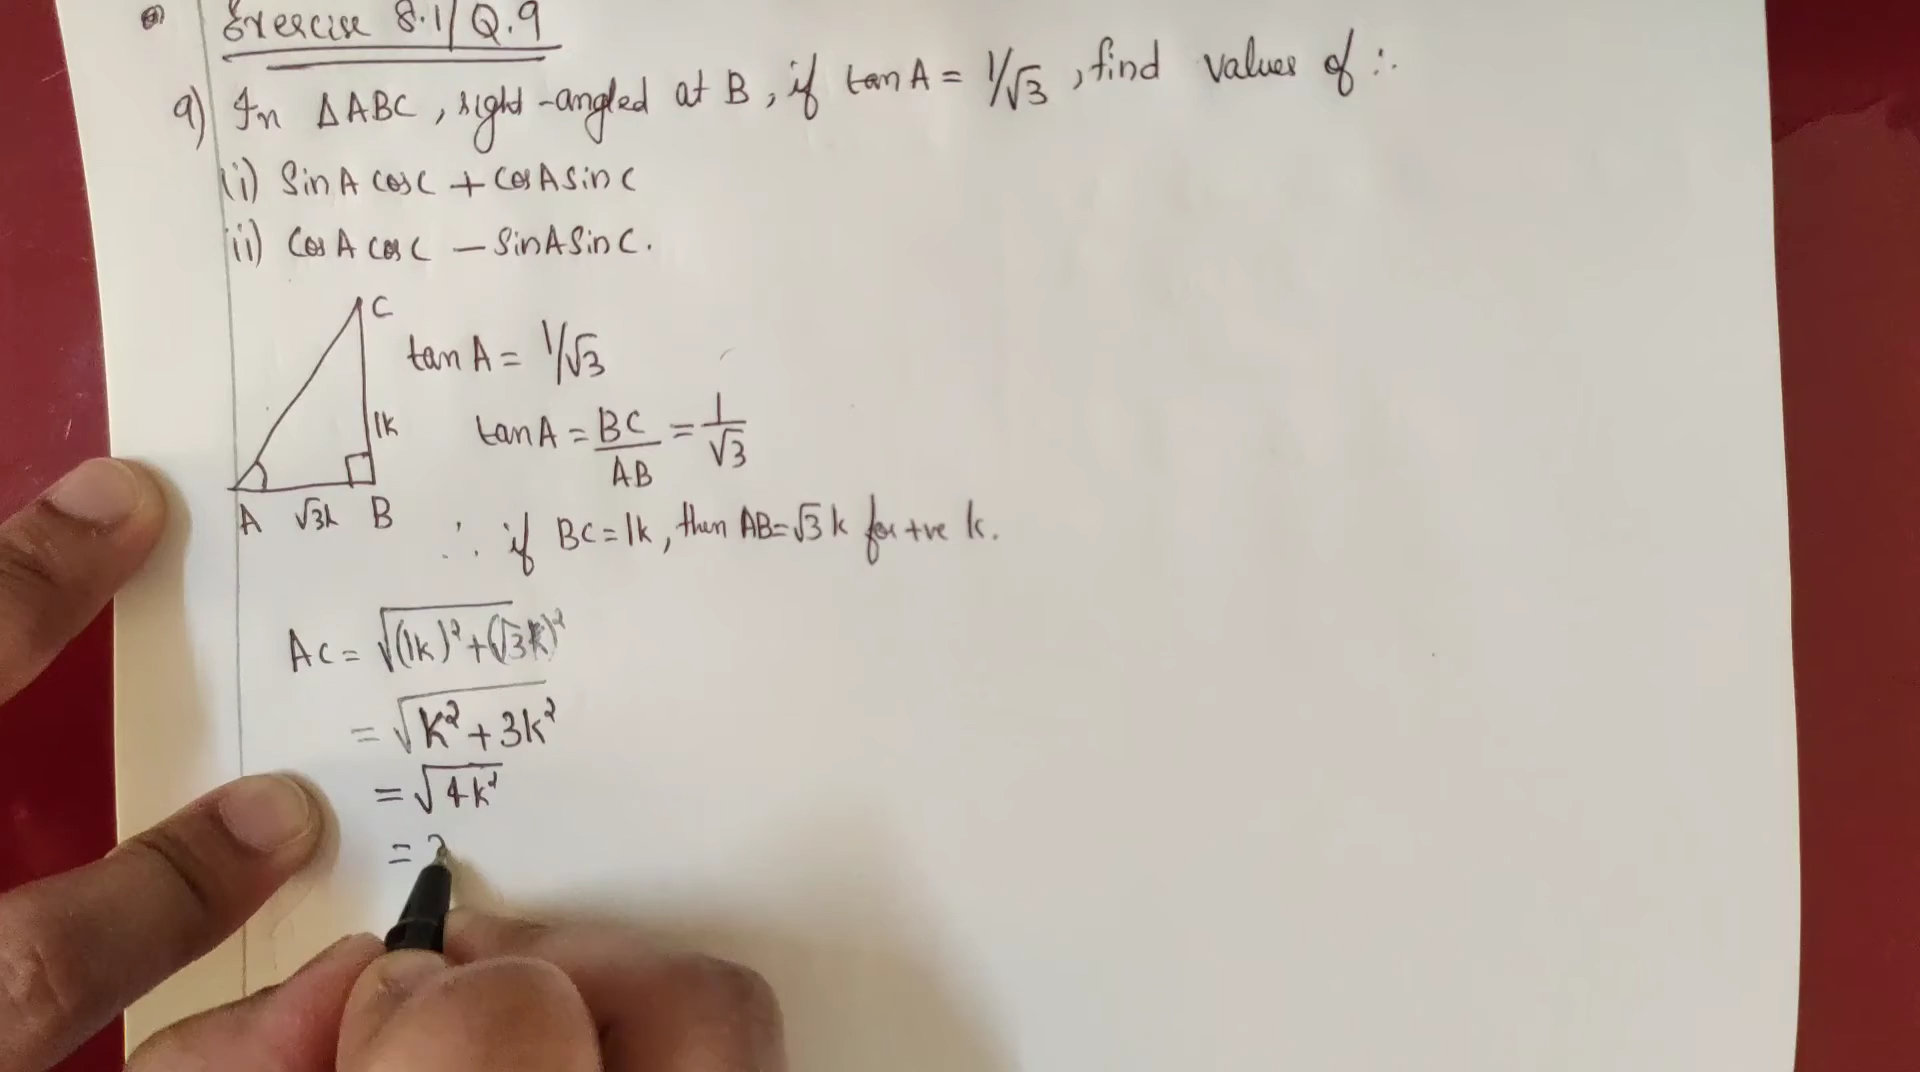 Exercise 8.1/Q.9
9) In ΔABC, right-angled at B, if tan A = 1/√3, find values of :.
(i) Sin A cos C + Cos A sin C
(ii) Cos A cos C – Sin A Sin C.
C
tan A = 1/√3
1k
tan A = BC/AB = 1/√3
A √3k B
∴ if BC = 1k, then AB = √3 k for +ve k.
AC = √(1k)² + (√3k)²
= √k² + 3k²
= √4k²
= 2